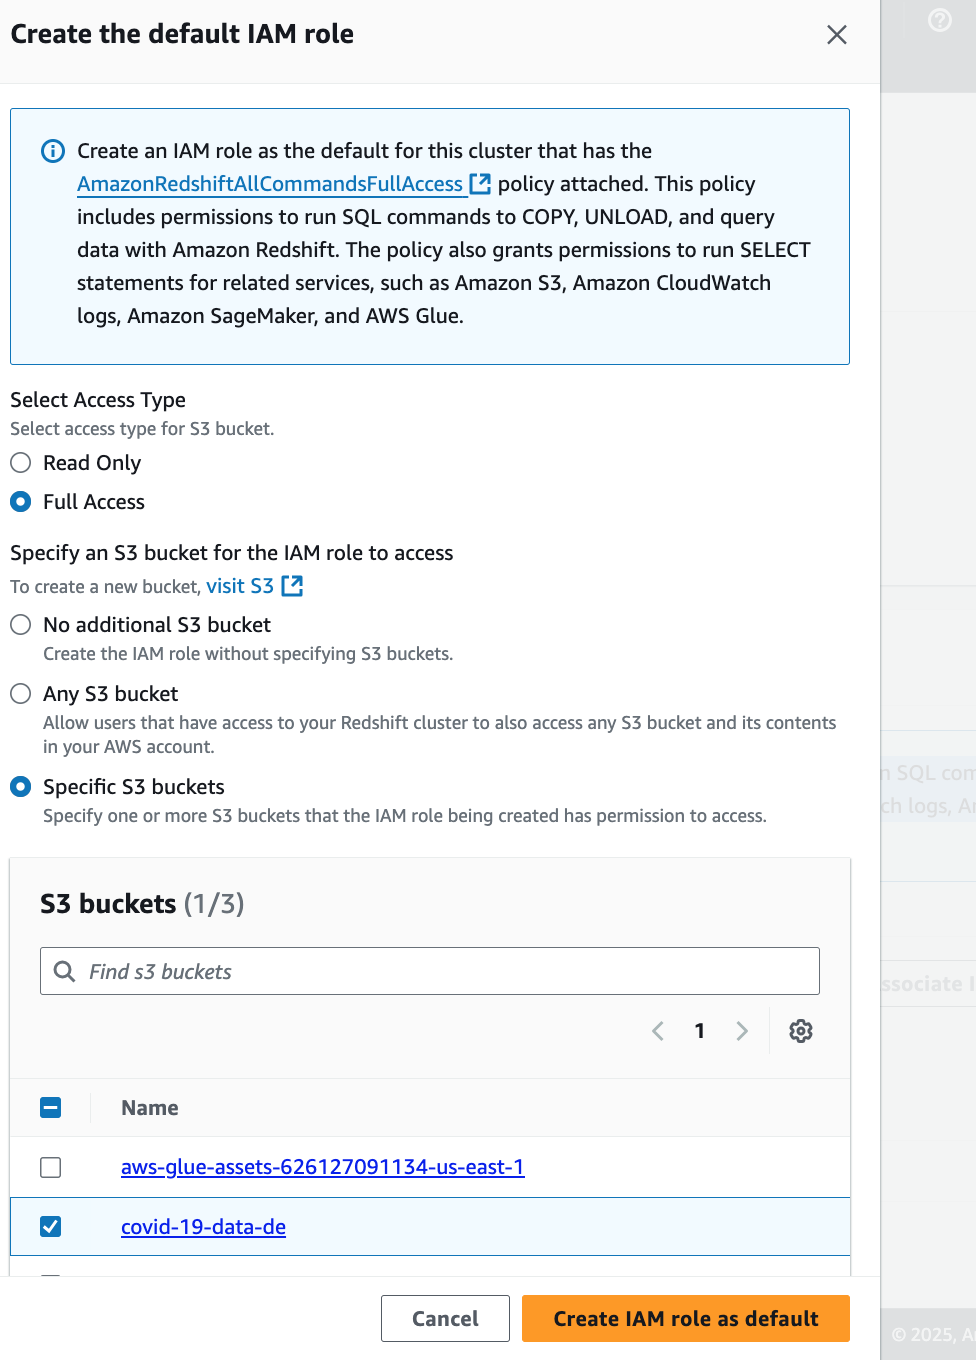 Create the default IAM role
Create an IAM role as the default for this cluster that has the
AmazonRedshiftAllCommandsFullAccess policy attached. This policy
includes permissions to run SQL commands to COPY, UNLOAD, and query
data with Amazon Redshift. The policy also grants permissions to run SELECT
statements for related services, such as Amazon S3, Amazon CloudWatch
logs, Amazon SageMaker, and AWS Glue.
Select Access Type
Select access type for S3 bucket.
Read Only
Full Access
Specify an S3 bucket for the IAM role to access
To create a new bucket, visit S3
No additional S3 bucket
Create the IAM role without specifying S3 buckets.
Any S3 bucket
Allow users that have access to your Redshift cluster to also access any S3 bucket and its contents
in your AWS account.
n SQL com
Specific S3 buckets
ch logs, A
Specify one or more S3 buckets that the IAM role being created has permission to access.
S3 buckets (1/3)
Find s3 buckets
ssociate I
1
Name
aws-glue-assets-626127091134-us-east-1
covid-19-data-de
Cancel
Create IAM role as default
© 2025, A